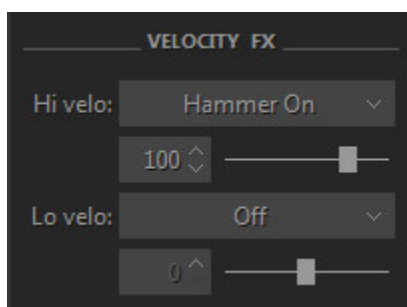 VELOCITY FX
Hi velo: Hammer On
100
Lo velo: Off
0